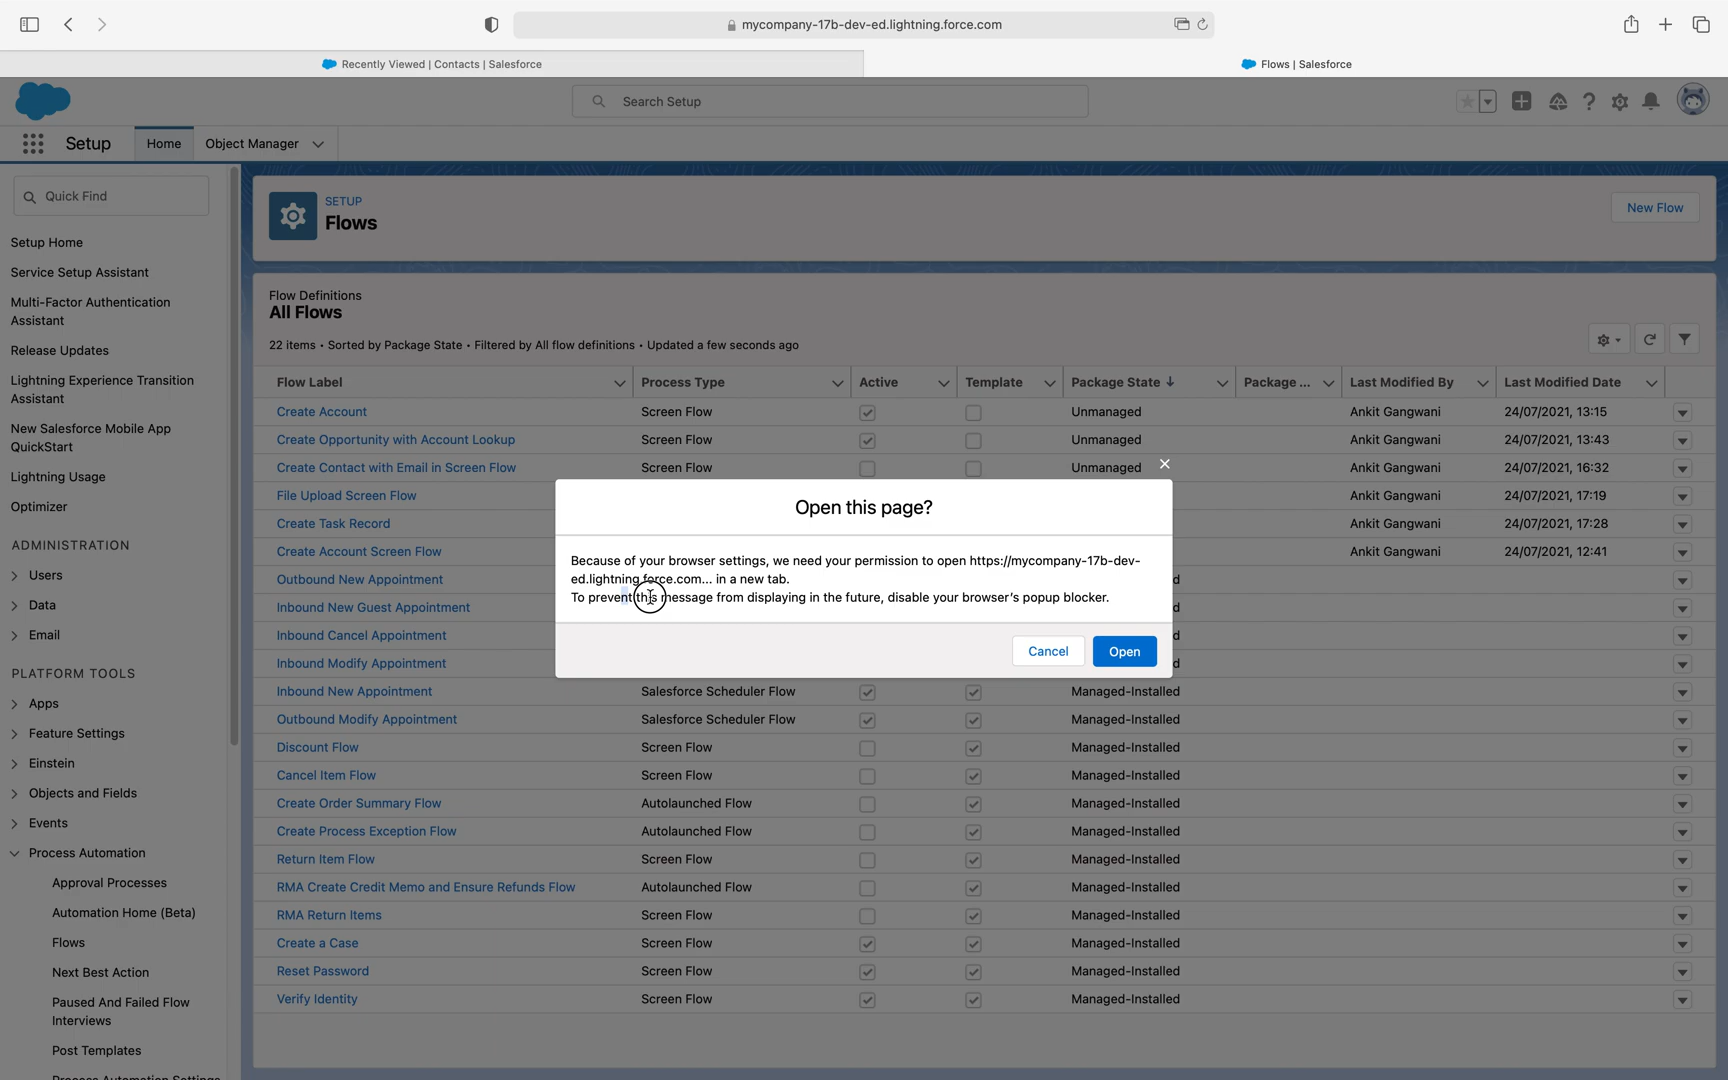 mycompany-17b-dev-ed.lightning.force.com
Recently Viewed | Contacts | Salesforce
Flows | Salesforce
Search Setup
Setup
Home
Object Manager
Quick Find
Setup Home
Service Setup Assistant
Multi-Factor Authentication
Assistant
Release Updates
Lightning Experience Transition
Assistant
New Salesforce Mobile App
QuickStart
Lightning Usage
Optimizer
ADMINISTRATION
Users
Data
Email
PLATFORM TOOLS
Apps
Feature Settings
Einstein
Objects and Fields
Events
Process Automation
Approval Processes
Automation Home (Beta)
Flows
Next Best Action
Paused And Failed Flow
Interviews
Post Templates
Process Automation Settings
SETUP
Flows
New Flow
Flow Definitions
All Flows
22 items • Sorted by Package State • Filtered by All flow definitions • Updated a few seconds ago
Flow Label Process Type Active Template Package State Package ... Last Modified By Last Modified Date
Create Account Screen Flow Unmanaged Ankit Gangwani 24/07/2021, 13:15
Create Opportunity with Account Lookup Screen Flow Unmanaged Ankit Gangwani 24/07/2021, 13:43
Create Contact with Email in Screen Flow Screen Flow Unmanaged Ankit Gangwani 24/07/2021, 16:32
File Upload Screen Flow Ankit Gangwani 24/07/2021, 17:19
Create Task Record Ankit Gangwani 24/07/2021, 17:28
Create Account Screen Flow Ankit Gangwani 24/07/2021, 12:41
Outbound New Appointment d
Inbound New Guest Appointment d
Inbound Cancel Appointment d
Inbound Modify Appointment d
Inbound New Appointment Salesforce Scheduler Flow Managed-Installed
Outbound Modify Appointment Salesforce Scheduler Flow Managed-Installed
Discount Flow Screen Flow Managed-Installed
Cancel Item Flow Screen Flow Managed-Installed
Create Order Summary Flow Autolaunched Flow Managed-Installed
Create Process Exception Flow Autolaunched Flow Managed-Installed
Return Item Flow Screen Flow Managed-Installed
RMA Create Credit Memo and Ensure Refunds Flow Autolaunched Flow Managed-Installed
RMA Return Items Screen Flow Managed-Installed
Create a Case Screen Flow Managed-Installed
Reset Password Screen Flow Managed-Installed
Verify Identity Screen Flow Managed-Installed
Open this page?
Because of your browser settings, we need your permission to open https://mycompany-17b-dev-
ed.lightning.force.com... in a new tab.
To prevent this message from displaying in the future, disable your browser's popup blocker.
Cancel
Open